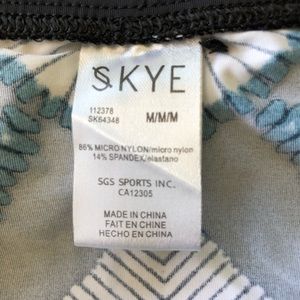 SKYE
112378
SK64348 M/M/M
86% MICRO NYLON/micro nylon
14% SPANDEX/elastano
SGS SPORTS INC.
CA12305
MADE IN CHINA
FAIT EN CHINE
HECHO EN CHINA